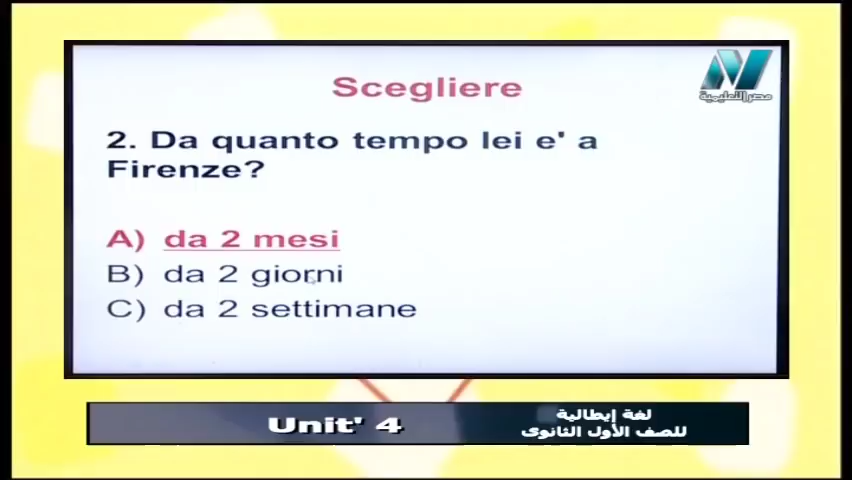 Scegliere
مصر التعليمية
2. Da quanto tempo lei e' a
Firenze?
A) da 2 mesi
B) da 2 giorni
C) da 2 settimane
Unit' 4
لغة إيطالية
للصف الأول الثانوى